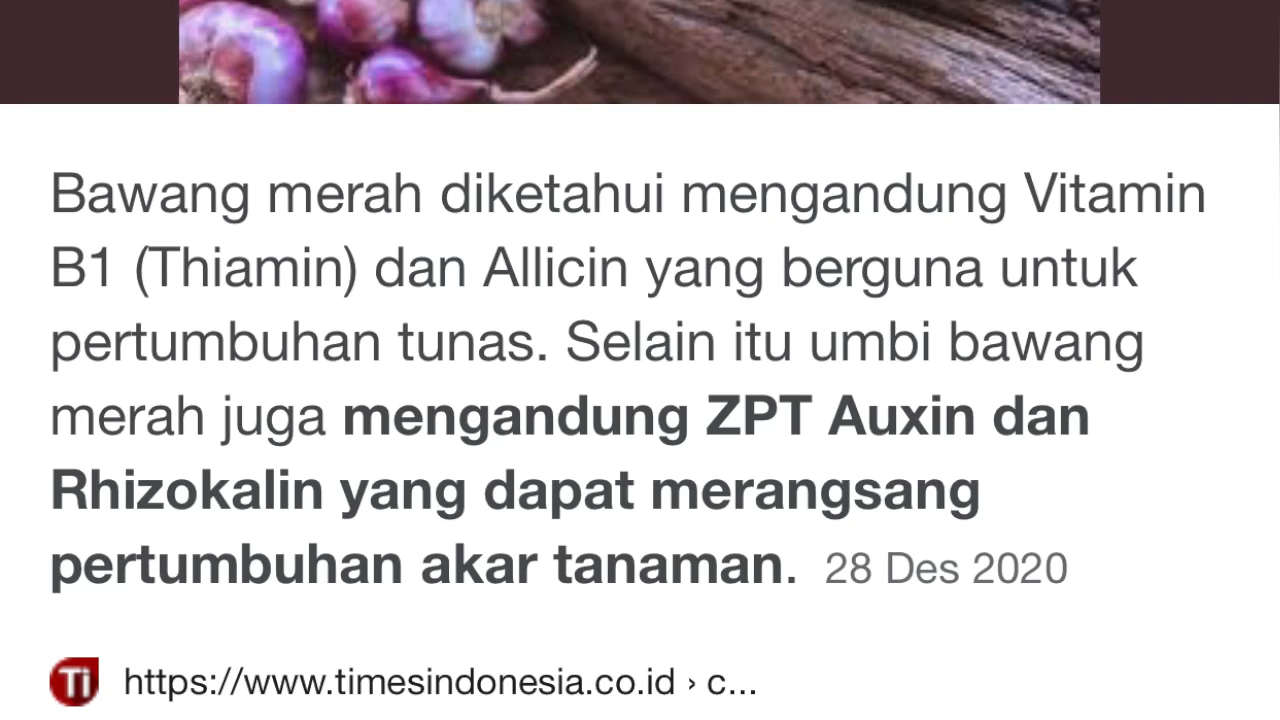 Bawang merah diketahui mengandung Vitamin
B1 (Thiamin) dan Allicin yang berguna untuk
pertumbuhan tunas. Selain itu umbi bawang
merah juga mengandung ZPT Auxin dan
Rhizokalin yang dapat merangsang
pertumbuhan akar tanaman. 28 Des 2020
Ti https://www.timesindonesia.co.id › c...